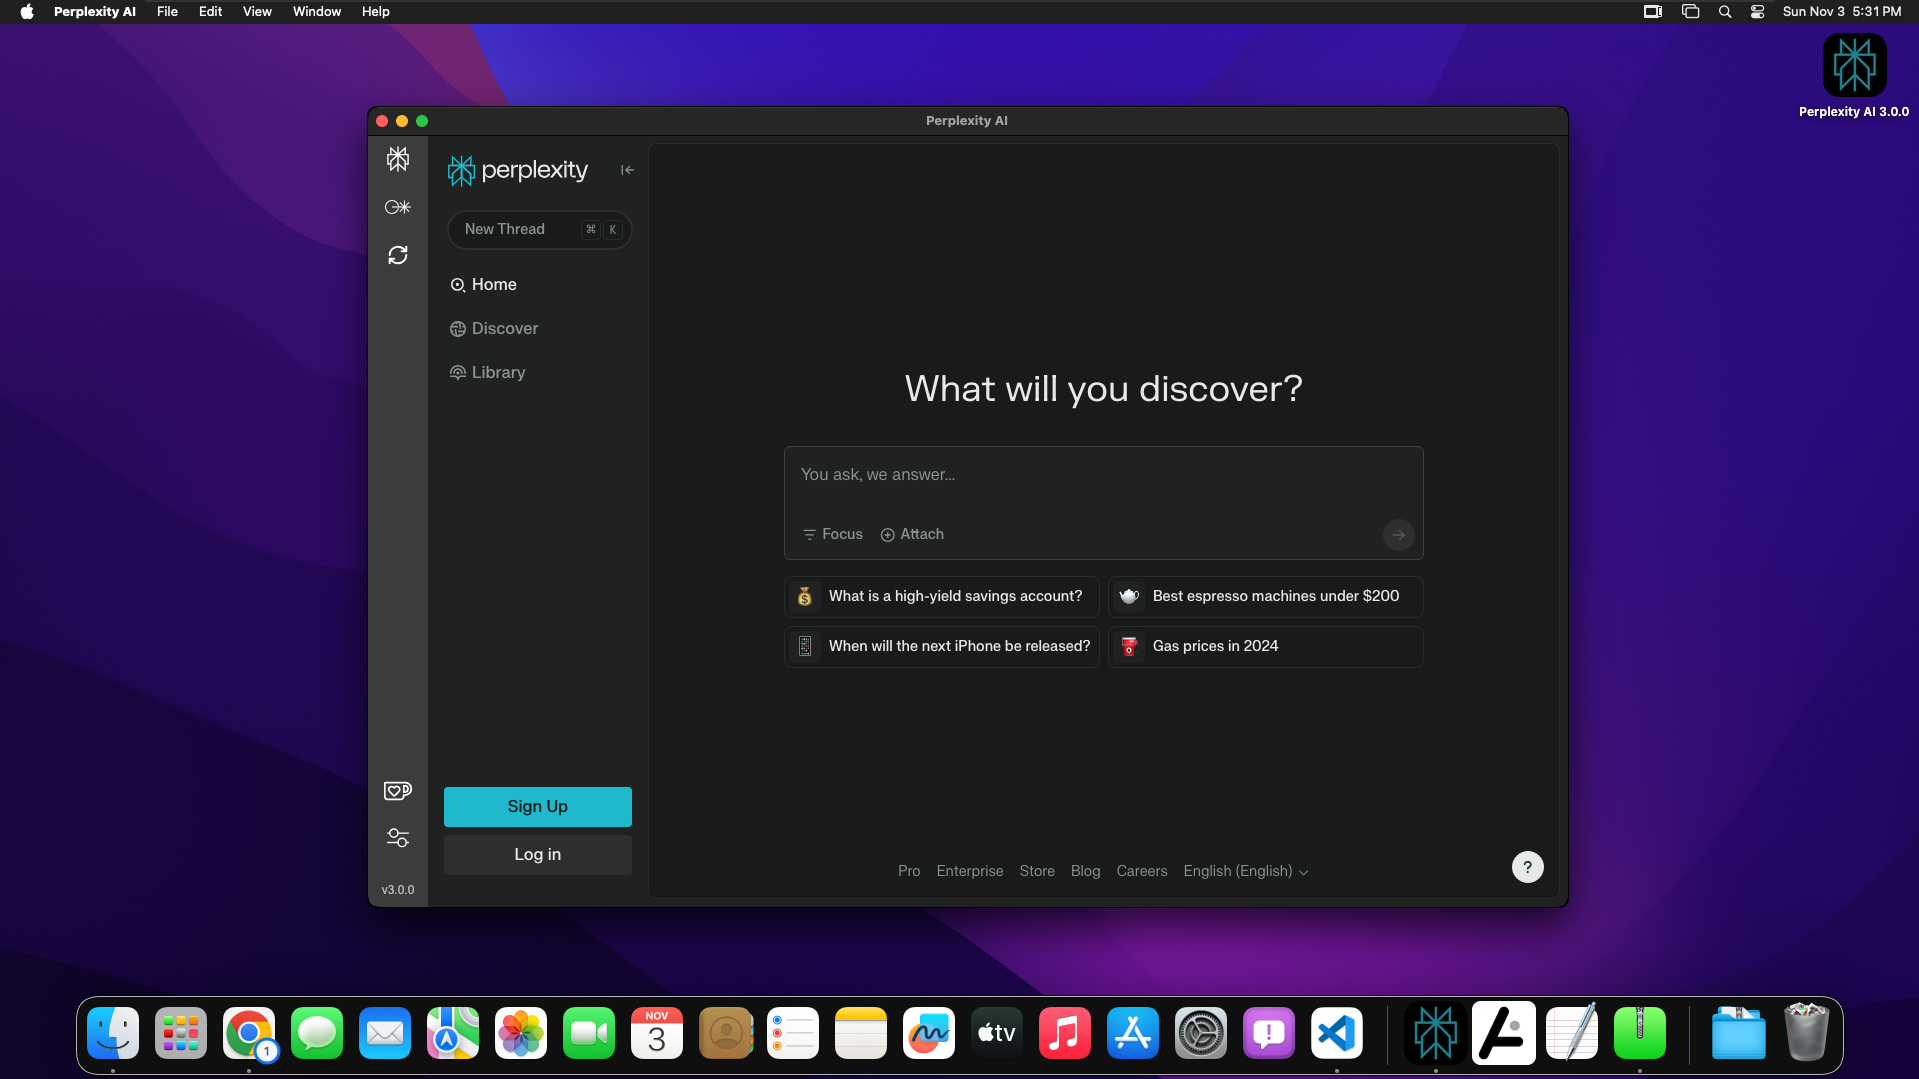 Perplexity AI File Edit View Window Help
Sun Nov 3 5:31 PM
Perplexity AI 3.0.0
Perplexity AI
perplexity
New Thread ⌘ K
Home
Discover
Library
What will you discover?
You ask, we answer...
Focus Attach
What is a high-yield savings account?
Best espresso machines under $200
When will the next iPhone be released?
Gas prices in 2024
Sign Up
Log in
v3.0.0
Pro Enterprise Store Blog Careers English (English)
?
1
NOV
3
tv